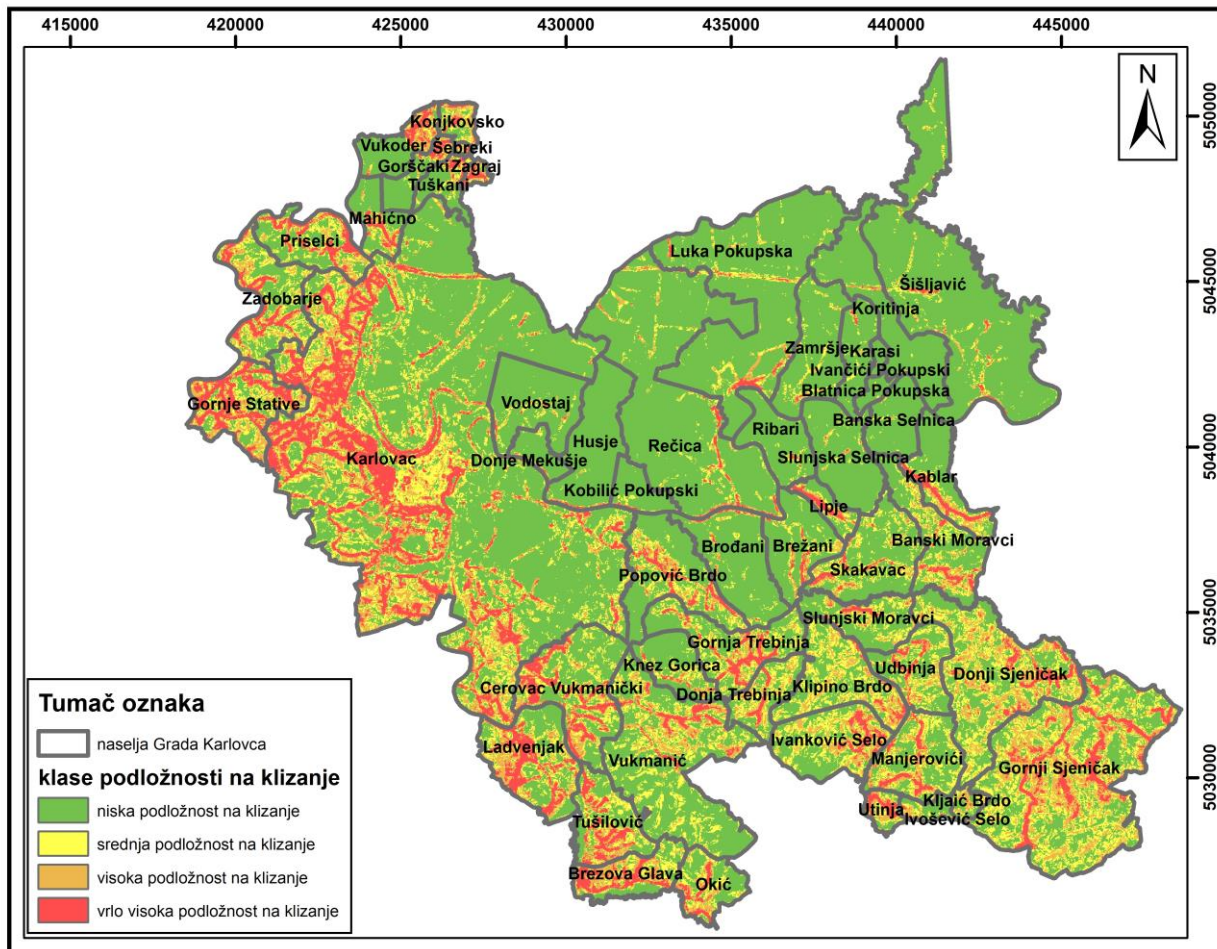 415000 420000 425000 430000 435000 440000 445000
N
5050000
5045000
5040000
5035000
5030000
Konjkovsko
Vukoder Šebreki
Gorščaki Zagraj
Tuškani
Mahično
Priselci
Luka Pokupska
Šišljavić
Zadobarje
Koritinja
Zamršje Karasi
Ivančići Pokupski
Blatnica Pokupska
Gornje Stative
Vodostaj
Banska Selnica
Ribari
Husje
Rečica
Karlovac
Donje Mekušje
Slunjska Selnica
Kablar
Kobilić Pokupski
Lipje
Banski Moravci
Brođani
Brežani
Skakavac
Popović Brdo
Slunjski Moravci
Gornja Trebinja
Knez Gorica
Udbinja
Donji Sjeničak
Cerovac Vukmanički
Donja Trebinja
Klipino Brdo
Ladvenjak
Ivanković Selo
Vukmanić
Manjerovići
Gornji Sjeničak
Kljaić Brdo
Utinja
Ivošević Selo
Tušilović
Brezova Glava
Okić
Tumač oznaka
naselja Grada Karlovca
klase podložnosti na klizanje
niska podložnost na klizanje
srednja podložnost na klizanje
visoka podložnost na klizanje
vrlo visoka podložnost na klizanje